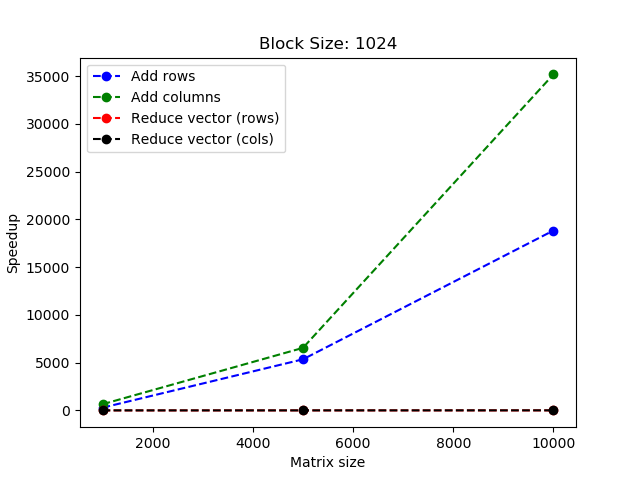 Block Size: 1024
Add rows
Add columns
Reduce vector (rows)
Reduce vector (cols)
35000
30000
25000
20000
15000
10000
5000
0
Speedup
2000 4000 6000 8000 10000
Matrix size